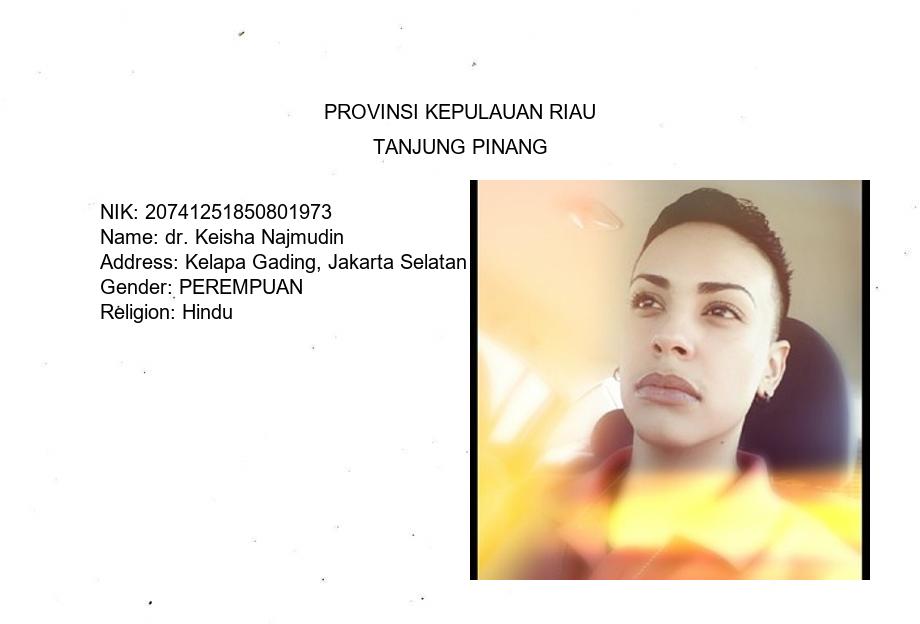 PROVINSI KEPULAUAN RIAU
TANJUNG PINANG
NIK: 20741251850801973
Name: dr. Keisha Najmudin
Address: Kelapa Gading, Jakarta Selatan
Gender: PEREMPUAN
Religion: Hindu